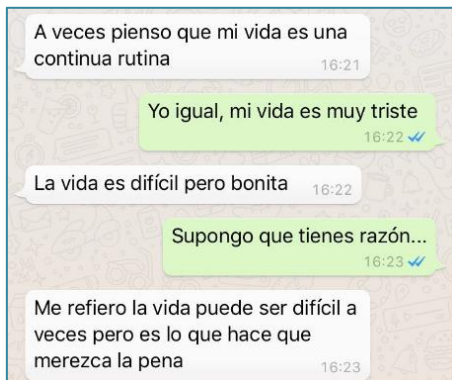 A veces pienso que mi vida es una
continua rutina
16:21
Yo igual, mi vida es muy triste
16:22
La vida es difícil pero bonita
16:22
Supongo que tienes razón...
16:23
Me refiero la vida puede ser difícil a
veces pero es lo que hace que
merezca la pena
16:23